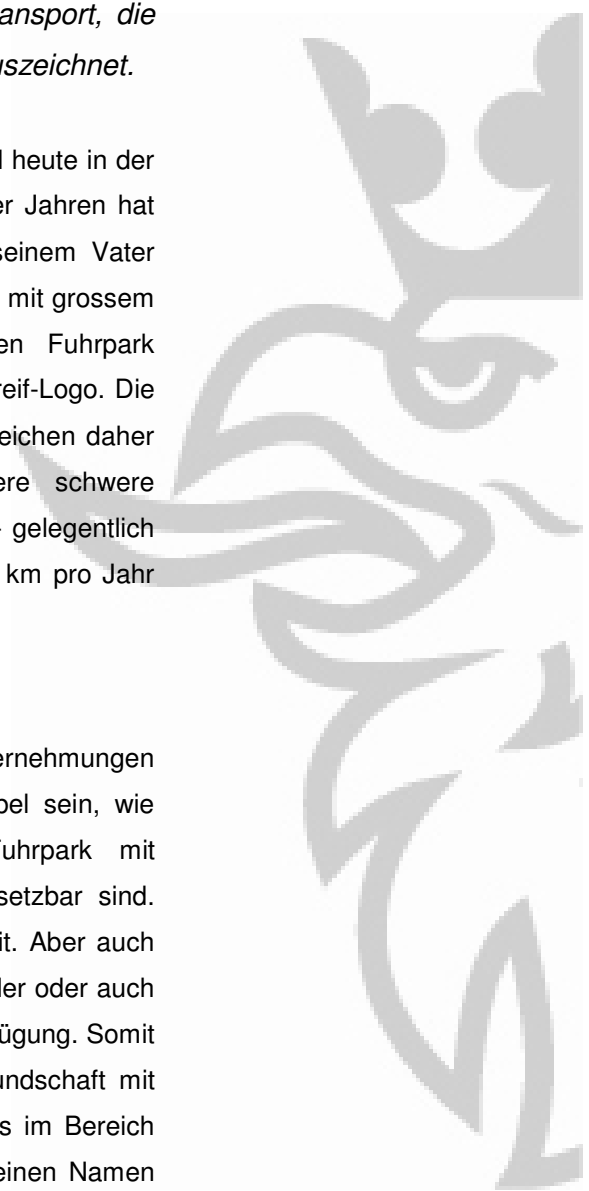 ansport, die
uszeichnet.
heute in der
er Jahren hat
seinem Vater
mit grossem
en Fuhrpark
reif-Logo. Die
eichen daher
ere schwere
gelegentlich
km pro Jahr
ernehmungen
bel sein, wie
uhrpark mit
setzbar sind.
it. Aber auch
ler oder auch
ügung. Somit
undschaft mit
s im Bereich
einen Namen